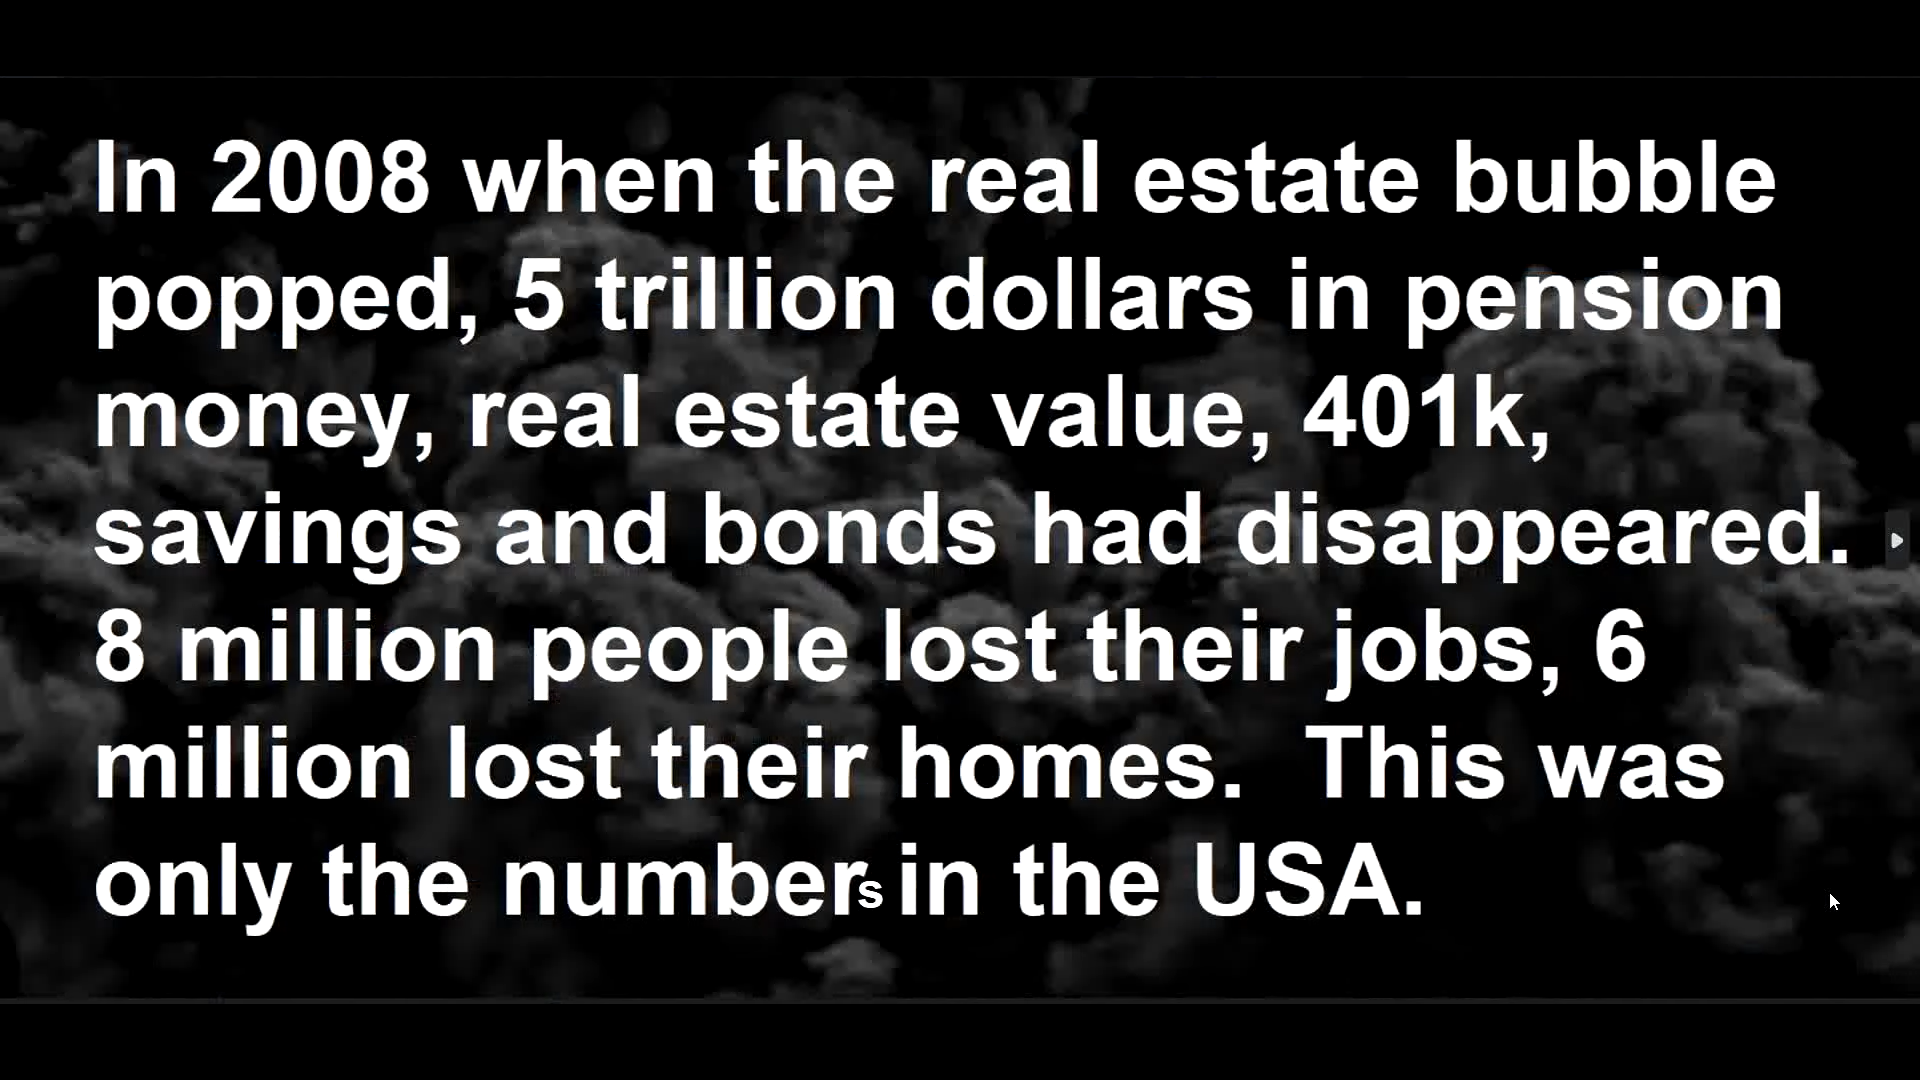 In 2008 when the real estate bubble
popped, 5 trillion dollars in pension
money, real estate value, 401k,
savings and bonds had disappeared.
8 million people lost their jobs, 6
million lost their homes.  This was
only the numbers in the USA.